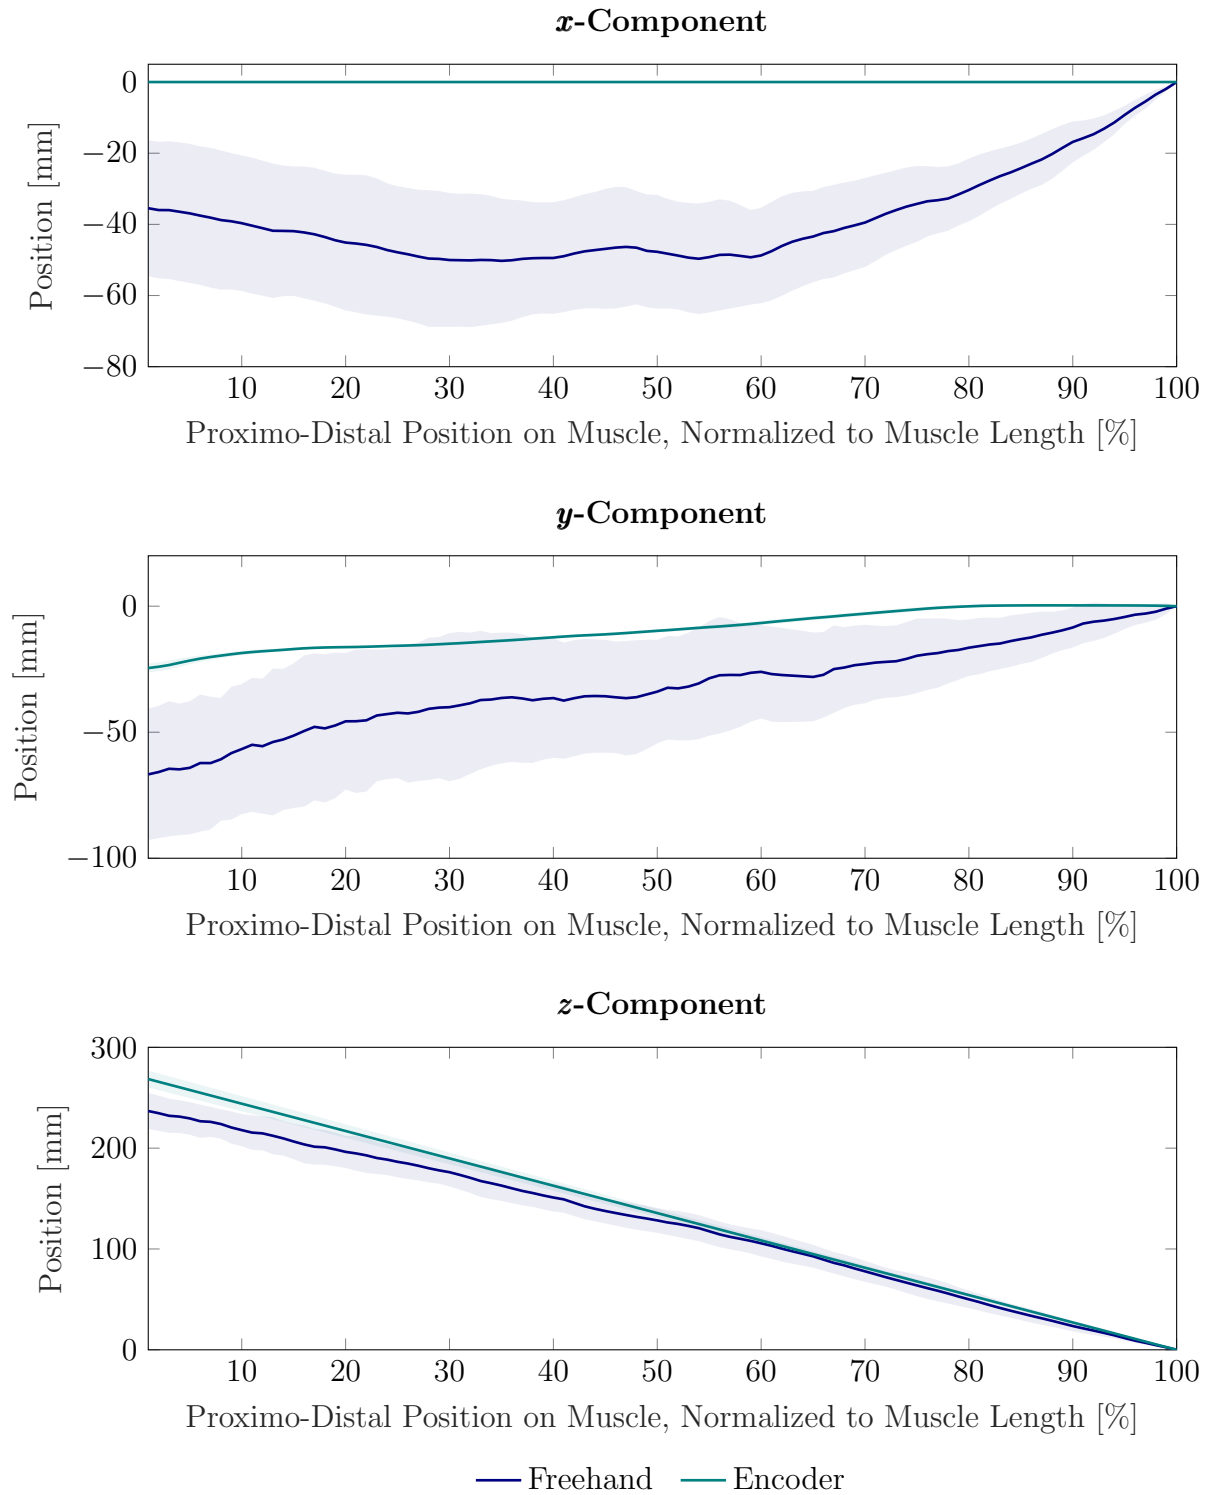 x-Component
0
−20
−40
−60
−80
Position [mm]
10 20 30 40 50 60 70 80 90 100
Proximo-Distal Position on Muscle, Normalized to Muscle Length [%]
y-Component
0
−50
−100
Position [mm]
10 20 30 40 50 60 70 80 90 100
Proximo-Distal Position on Muscle, Normalized to Muscle Length [%]
z-Component
300
200
100
0
Position [mm]
10 20 30 40 50 60 70 80 90 100
Proximo-Distal Position on Muscle, Normalized to Muscle Length [%]
Freehand Encoder